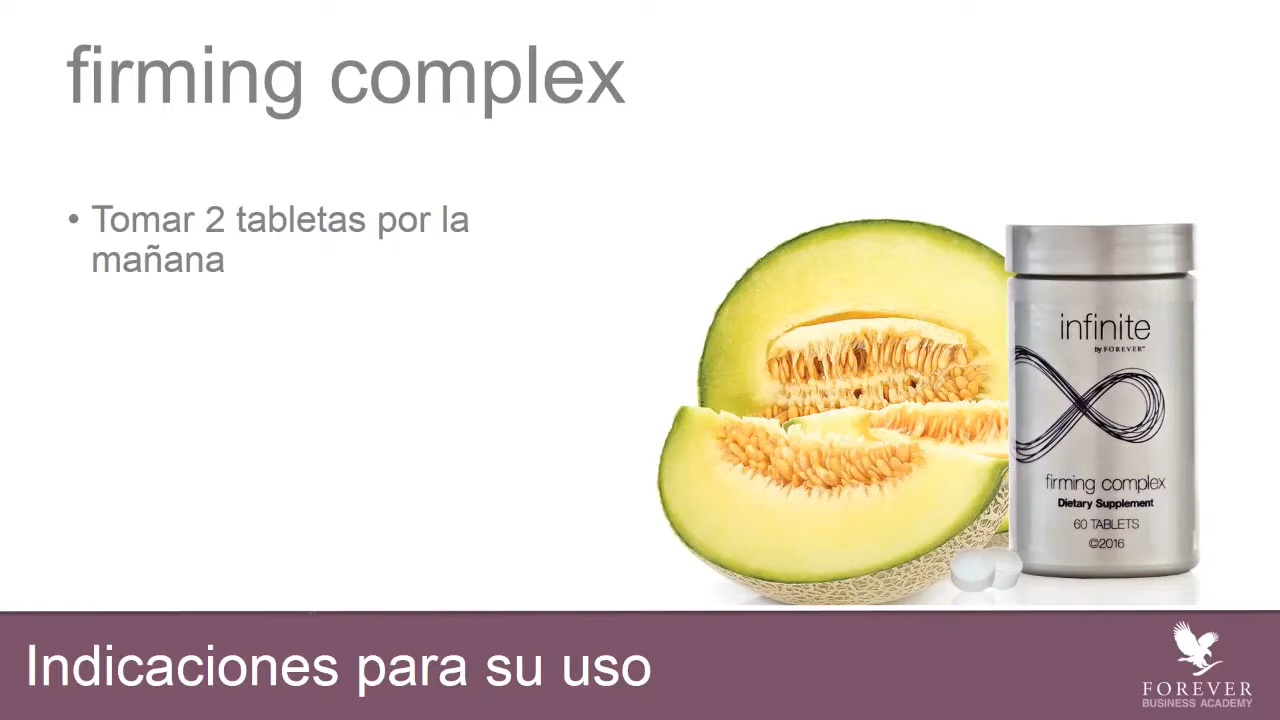 firming complex
• Tomar 2 tabletas por la
mañana
infinite
by FOREVER™
firming complex
Dietary Supplement
60 TABLETS
©2016
Indicaciones para su uso
FOREVER
BUSINESS ACADEMY